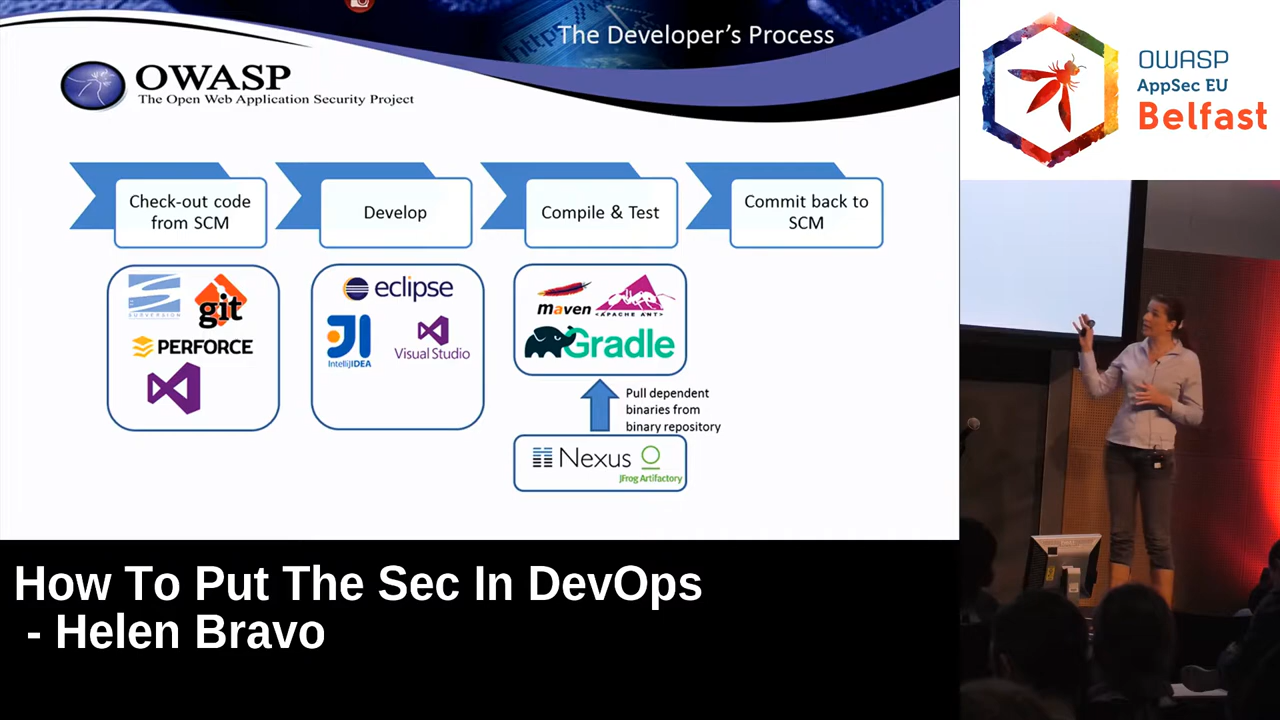 The Developer's Process
OWASP
The Open Web Application Security Project
OWASP
AppSec EU
Belfast
Check-out code
from SCM
Develop
Compile & Test
Commit back to
SCM
SUBVERSION
git
PERFORCE
eclipse
JI
IntelliJIDEA
Visual Studio
maven
APACHE ANT
Gradle
Pull dependent
binaries from
binary repository
Nexus
JFrog Artifactory
How To Put The Sec In DevOps
- Helen Bravo